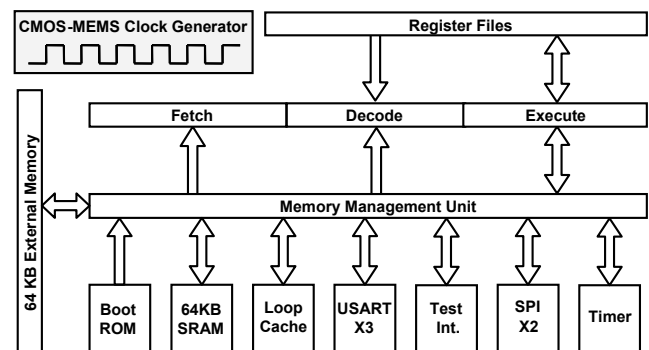 CMOS-MEMS Clock Generator
Register Files
Fetch
Decode
Execute
64 KB External Memory
Memory Management Unit
Boot
ROM
64KB
SRAM
Loop
Cache
USART
X3
Test
Int.
SPI
X2
Timer